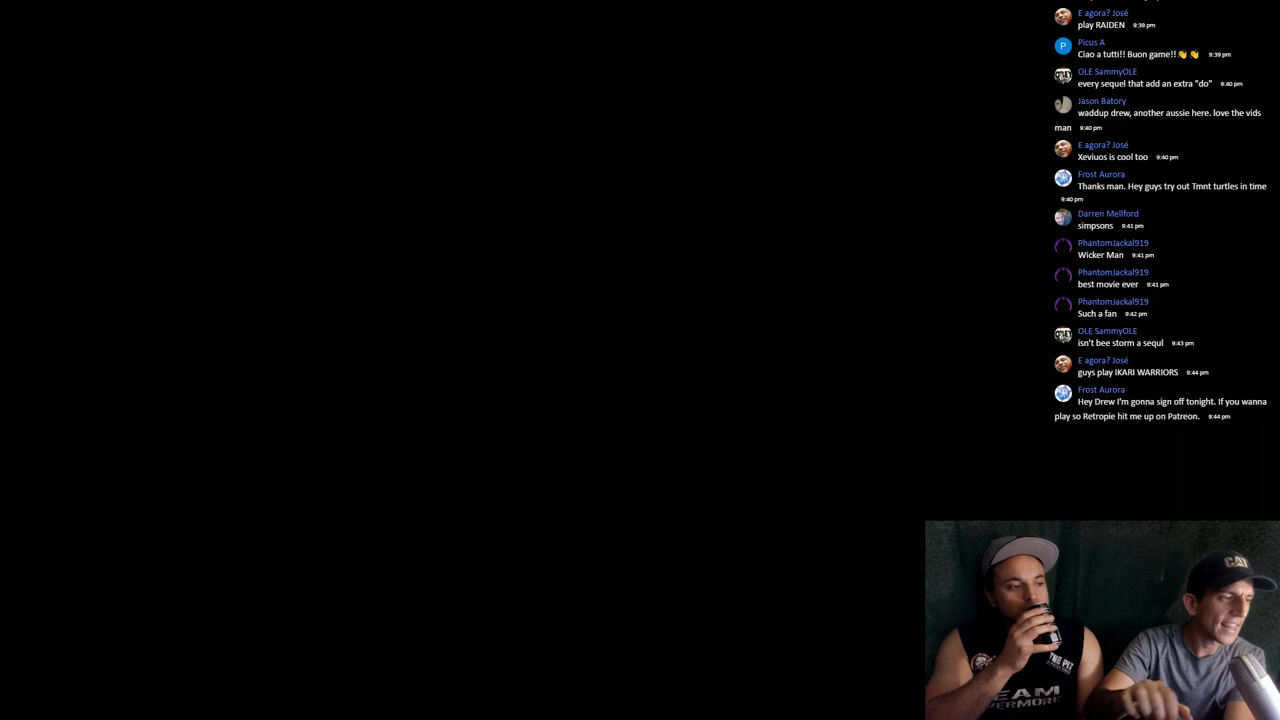 E agora? José
play RAIDEN 9:39 pm
Picus A
P
Ciao a tutti!! Buon game!!👏 👏 9:39 pm
OLE SammyOLE
every sequel that add an extra "do" 9:40 pm
Jason Batory
waddup drew, another aussie here. love the vids
man 9:40 pm
E agora? José
Xeviuos is cool too 9:40 pm
Frost Aurora
Thanks man. Hey guys try out Tmnt turtles in time
9:40 pm
Darren Mellford
simpsons 9:41 pm
PhantomJackal919
Wicker Man 9:41 pm
PhantomJackal919
best movie ever 9:41 pm
PhantomJackal919
Such a fan 9:42 pm
OLE SammyOLE
isn't bee storm a sequl 9:43 pm
E agora? José
guys play IKARI WARRIORS 9:44 pm
Frost Aurora
Hey Drew I'm gonna sign off tonight. If you wanna
play so Retropie hit me up on Patreon. 9:44 pm
CAT
THE PIT